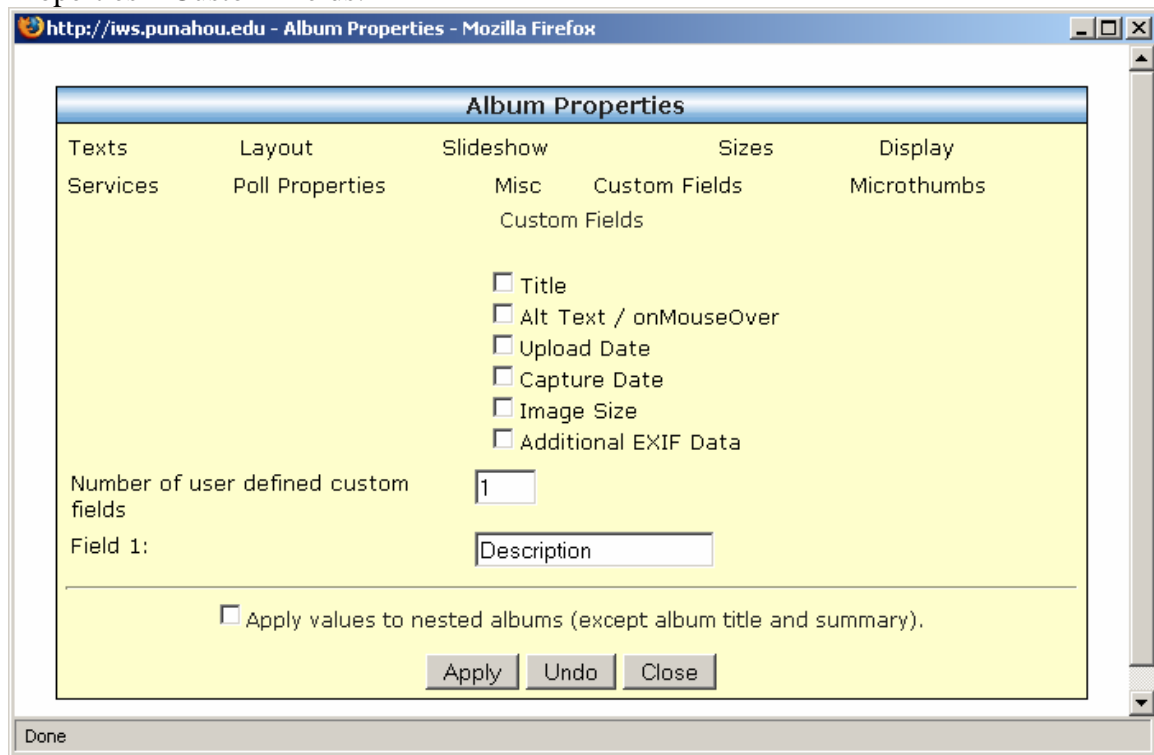 http://iws.punahou.edu - Album Properties - Mozilla Firefox
Album Properties
Texts Layout Slideshow Sizes Display
Services Poll Properties Misc Custom Fields Microthumbs
Custom Fields
Title
Alt Text / onMouseOver
Upload Date
Capture Date
Image Size
Additional EXIF Data
Number of user defined custom 1
fields
Field 1: Description
Apply values to nested albums (except album title and summary).
Apply Undo Close
Done